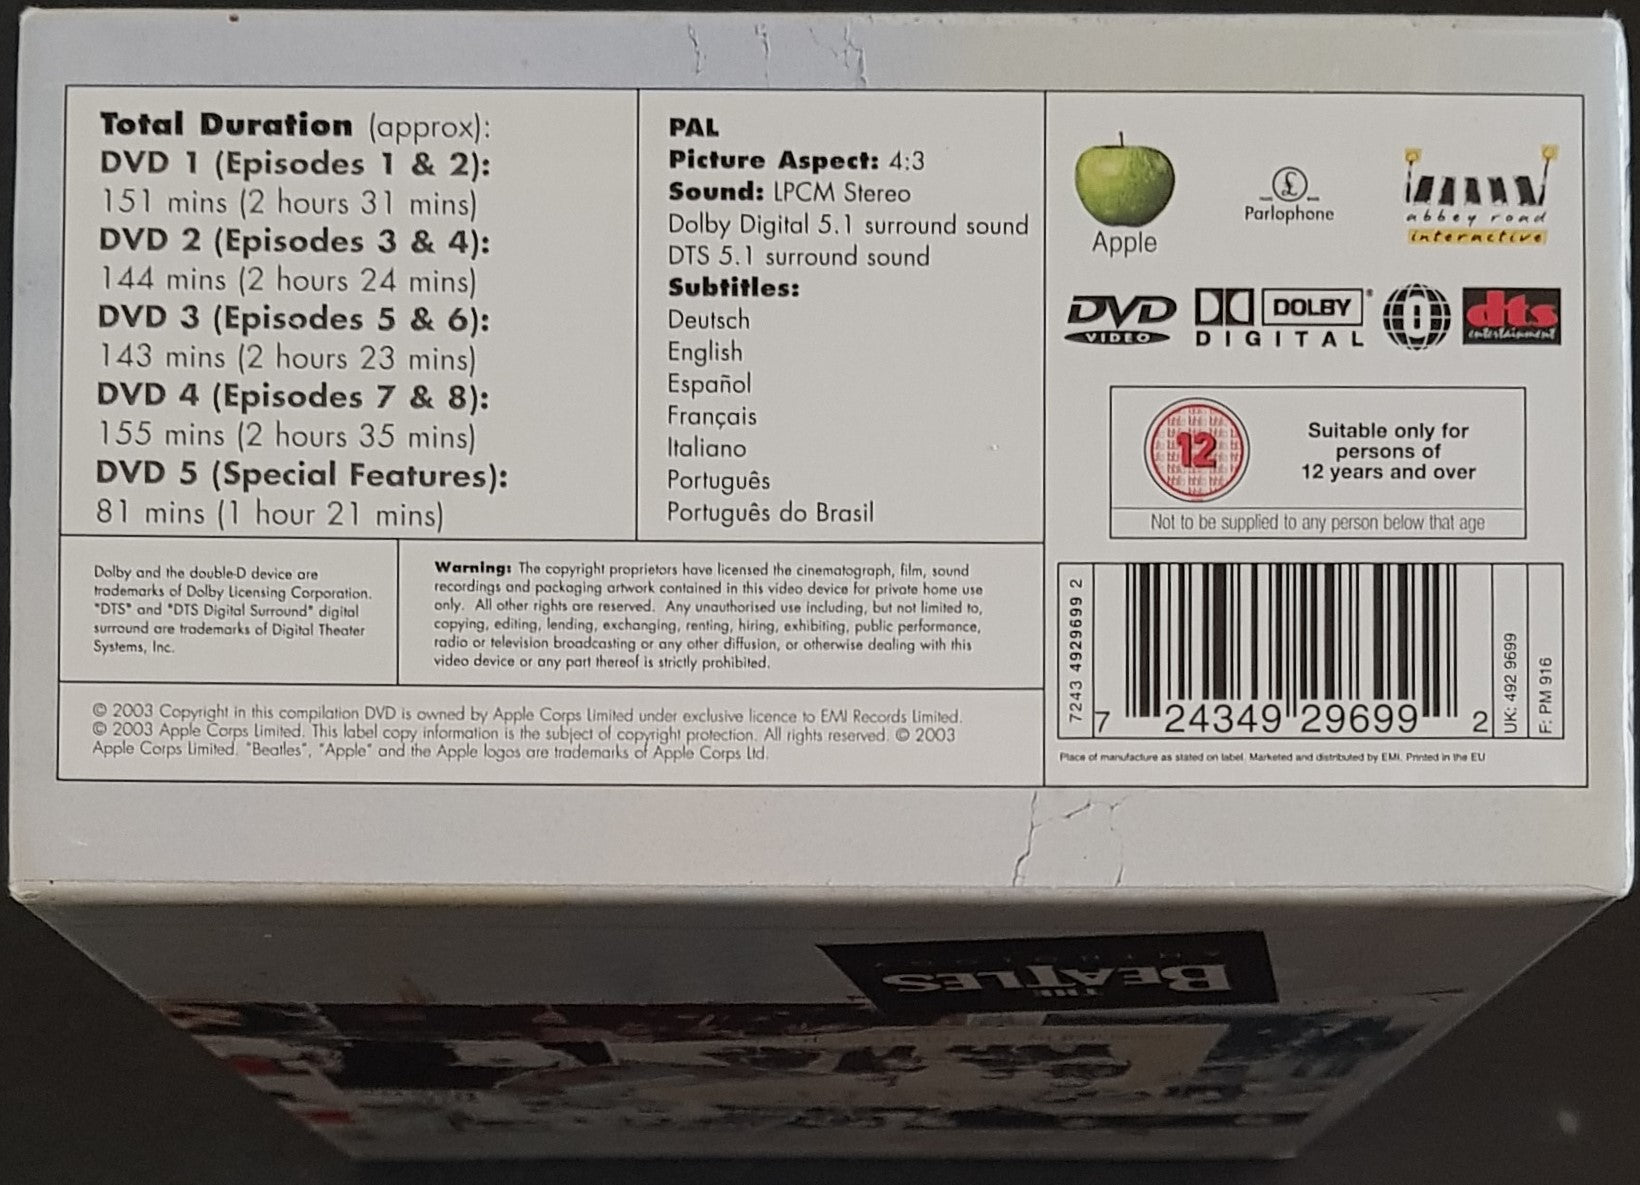 Total Duration (approx):
DVD 1 (Episodes 1 & 2):
151 mins (2 hours 31 mins)
DVD 2 (Episodes 3 & 4):
144 mins (2 hours 24 mins)
DVD 3 (Episodes 5 & 6):
143 mins (2 hours 23 mins)
DVD 4 (Episodes 7 & 8):
155 mins (2 hours 35 mins)
DVD 5 (Special Features):
81 mins (1 hour 21 mins)
PAL
Picture Aspect: 4:3
Sound: LPCM Stereo
Dolby Digital 5.1 surround sound
DTS 5.1 surround sound
Subtitles:
Deutsch
English
Español
Français
Italiano
Português
Português do Brasil
Apple
£
Parlophone
abbey road
interactive
DVD
VIDEO
DOLBY®
DIGITAL
0
dts
entertainment
12
Suitable only for
persons of
12 years and over
Not to be supplied to any person below that age
Dolby and the double-D device are
trademarks of Dolby Licensing Corporation.
"DTS" and "DTS Digital Surround" digital
surround are trademarks of Digital Theater
Systems, Inc.
Warning: The copyright proprietors have licensed the cinematograph, film, sound
recordings and packaging artwork contained in this video device for private home use
only. All other rights are reserved. Any unauthorised use including, but not limited to,
copying, editing, lending, exchanging, renting, hiring, exhibiting, public performance,
radio or television broadcasting or any other diffusion, or otherwise dealing with this
video device or any part thereof is strictly prohibited.
© 2003 Copyright in this compilation DVD is owned by Apple Corps Limited under exclusive licence to EMI Records Limited.
© 2003 Apple Corps Limited. This label copy information is the subject of copyright protection. All rights reserved. © 2003
Apple Corps Limited. "Beatles", "Apple" and the Apple logos are trademarks of Apple Corps Ltd.
7243 4929699 2
7 24349 29699 2
UK: 492 9699
F: PM 916
Place of manufacture as stated on label. Marketed and distributed by EMI. Printed in the EU
THE
BEATLES
ANTHOLOGY